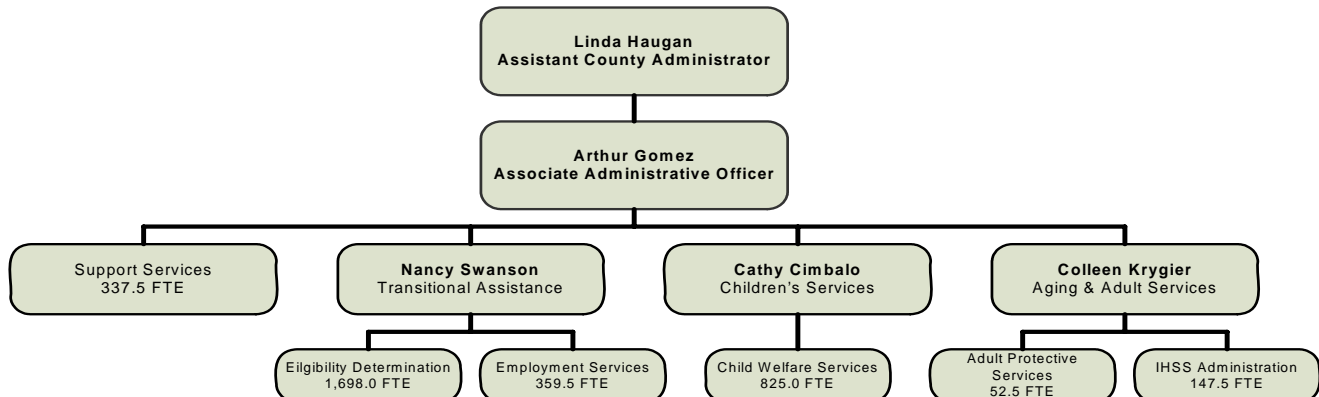 Linda Haugan
Assistant County Administrator
Arthur Gomez
Associate Administrative Officer
Support Services
337.5 FTE
Nancy Swanson
Transitional Assistance
Cathy Cimbalo
Children's Services
Colleen Krygier
Aging & Adult Services
Eilgibility Determination
1,698.0 FTE
Employment Services
359.5 FTE
Child Welfare Services
825.0 FTE
Adult Protective
Services
52.5 FTE
IHSS Administration
147.5 FTE